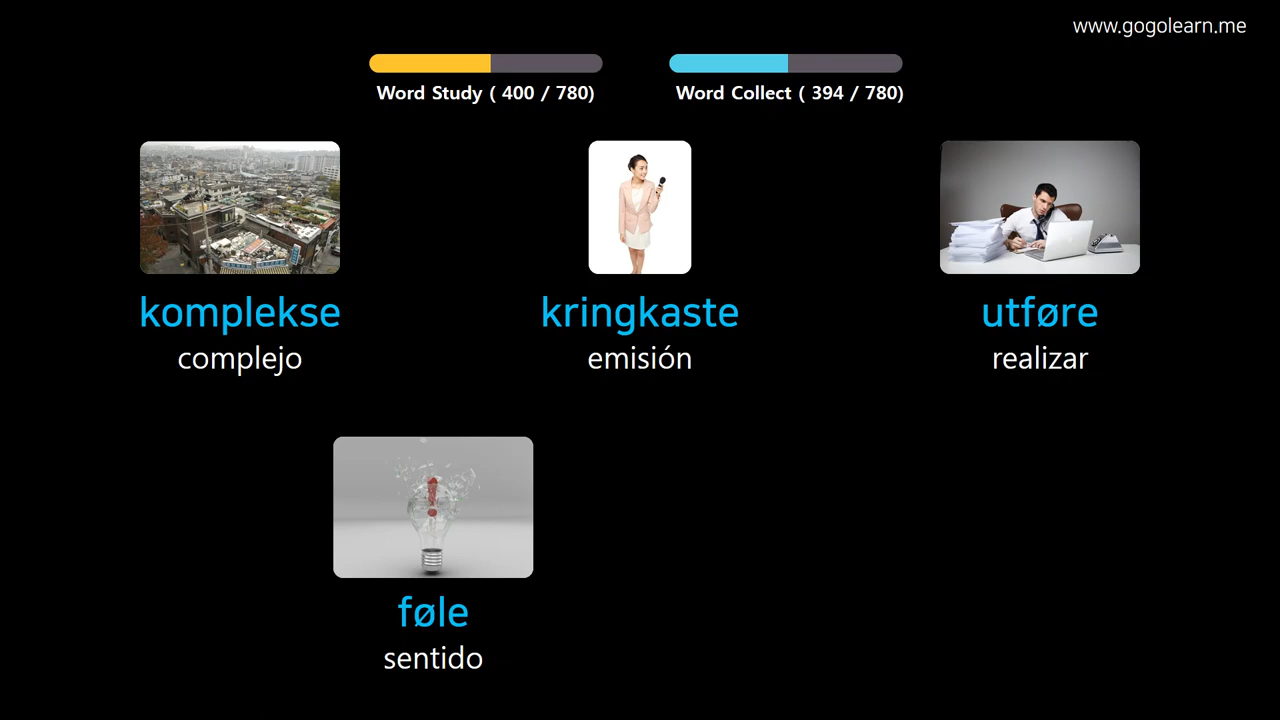 www.gogolearn.me
Word Study ( 400 / 780)
Word Collect ( 394 / 780)
komplekse
complejo
kringkaste
emisión
utføre
realizar
føle
sentido